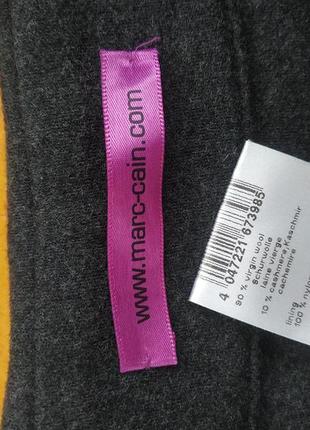 www.marc-cain.com
4 047221 673985
90 % virgin wool
Schurwolle
laine vierge
10 % cashmere, Kaschmir
cachemire
lining
100 % nylon